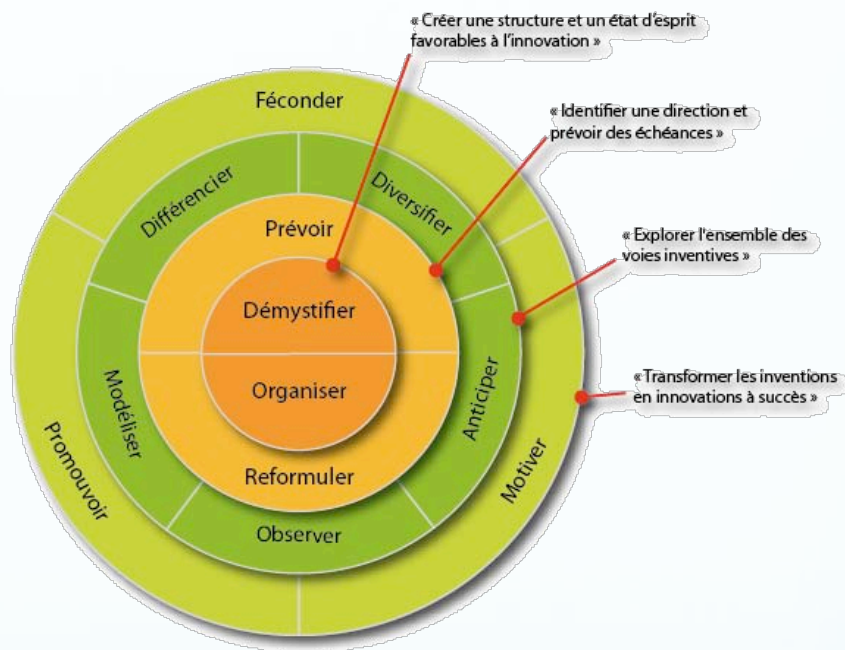 « Créer une structure et un état d'esprit
favorables à l'innovation »
Féconder
« Identifier une direction et
prévoir des échéances »
Différencier
Diversifier
Prévoir
« Explorer l'ensemble des
voies inventives »
Démystifier
Organiser
Modéliser
Anticiper
« Transformer les inventions
en innovations à succès »
Promouvoir
Motiver
Reformuler
Observer